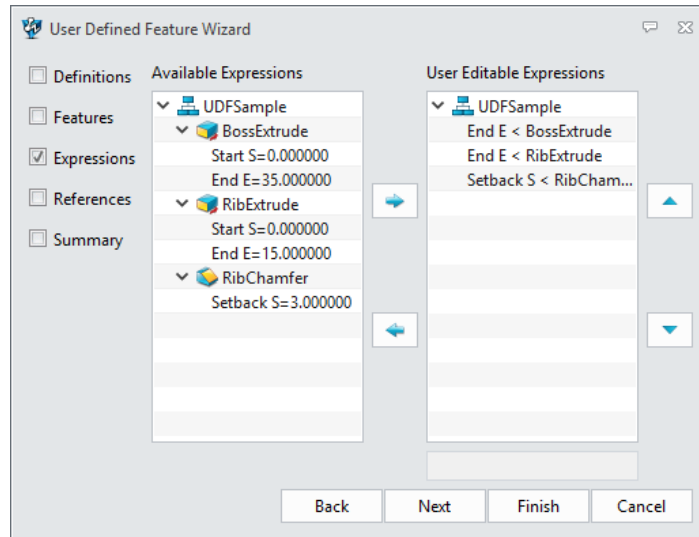 User Defined Feature Wizard
Definitions
Features
Expressions
References
Summary
Available Expressions
UDFSample
BossExtrude
Start S=0.000000
End E=35.000000
RibExtrude
Start S=0.000000
End E=15.000000
RibChamfer
Setback S=3.000000
User Editable Expressions
UDFSample
End E < BossExtrude
End E < RibExtrude
Setback S < RibCham...
Back Next Finish Cancel